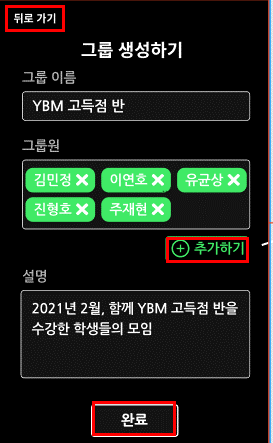 뒤로 가기
그룹 생성하기
그룹 이름
YBM 고득점 반
그룹원
김민정 ✖ 이연호 ✖ 유균상 ✖
진형호 ✖ 주재현 ✖
추가하기
설명
2021년 2월, 함께 YBM 고득점 반을
수강한 학생들의 모임
완료